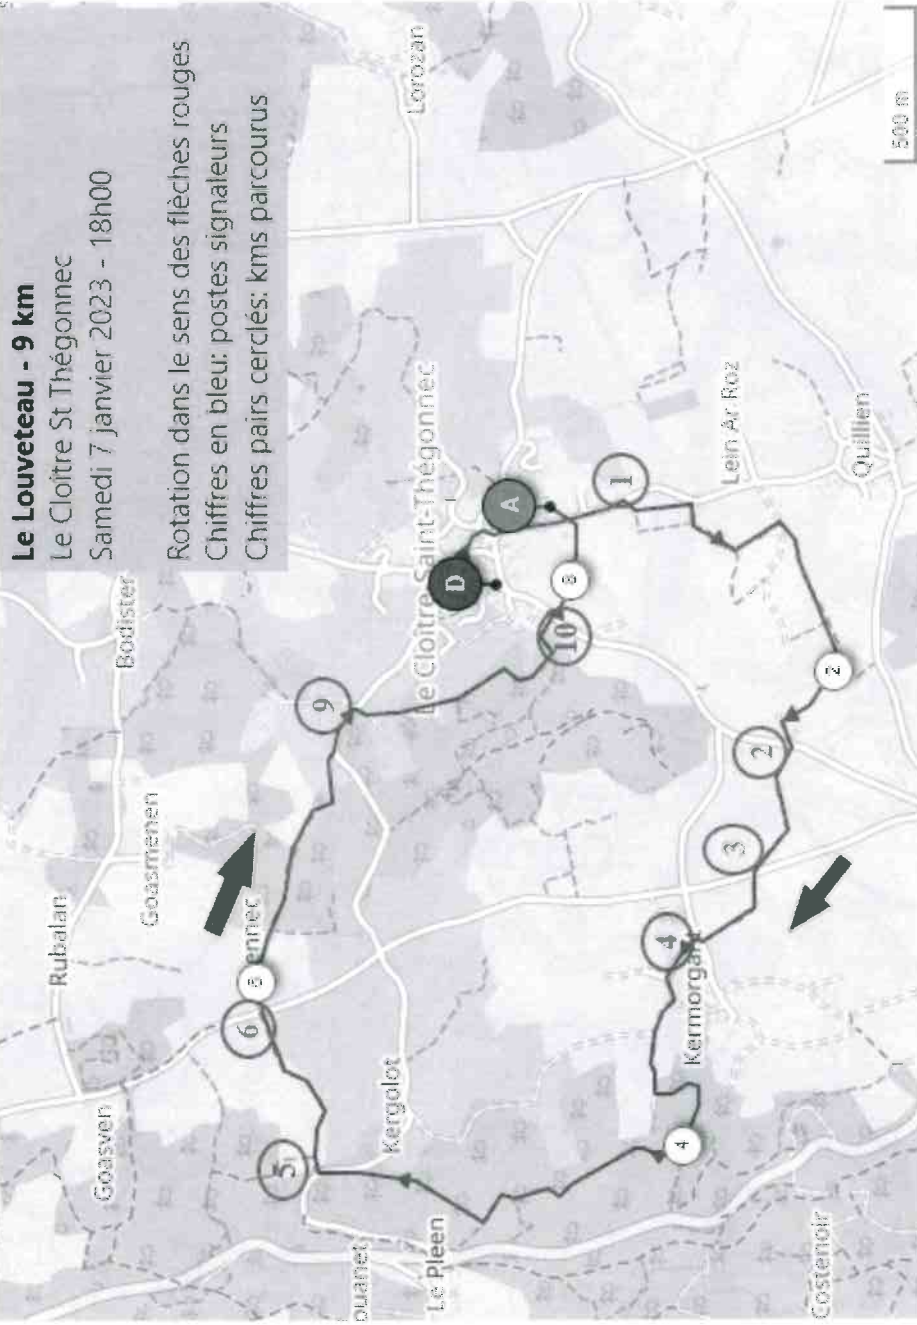 Le Louveteau - 9 km
Le Cloître St Thégonnec
Samedi 7 janvier 2023 - 18h00
Rotation dans le sens des flèches rouges
Chiffres en bleu: postes signaleurs
Chiffres pairs cerclés: kms parcourus
Lorozan
Bodister
Goasmenen
Rubalan
Goasven
ennec
Le Cloître-Saint-Thégonnec
Kergolot
Le Pleen
ouanet
Kermorgan
Costenoir
Lein Ar Roz
Quillien
500 m
D
A
1
2
2
3
4
4
5
6
9
10
8